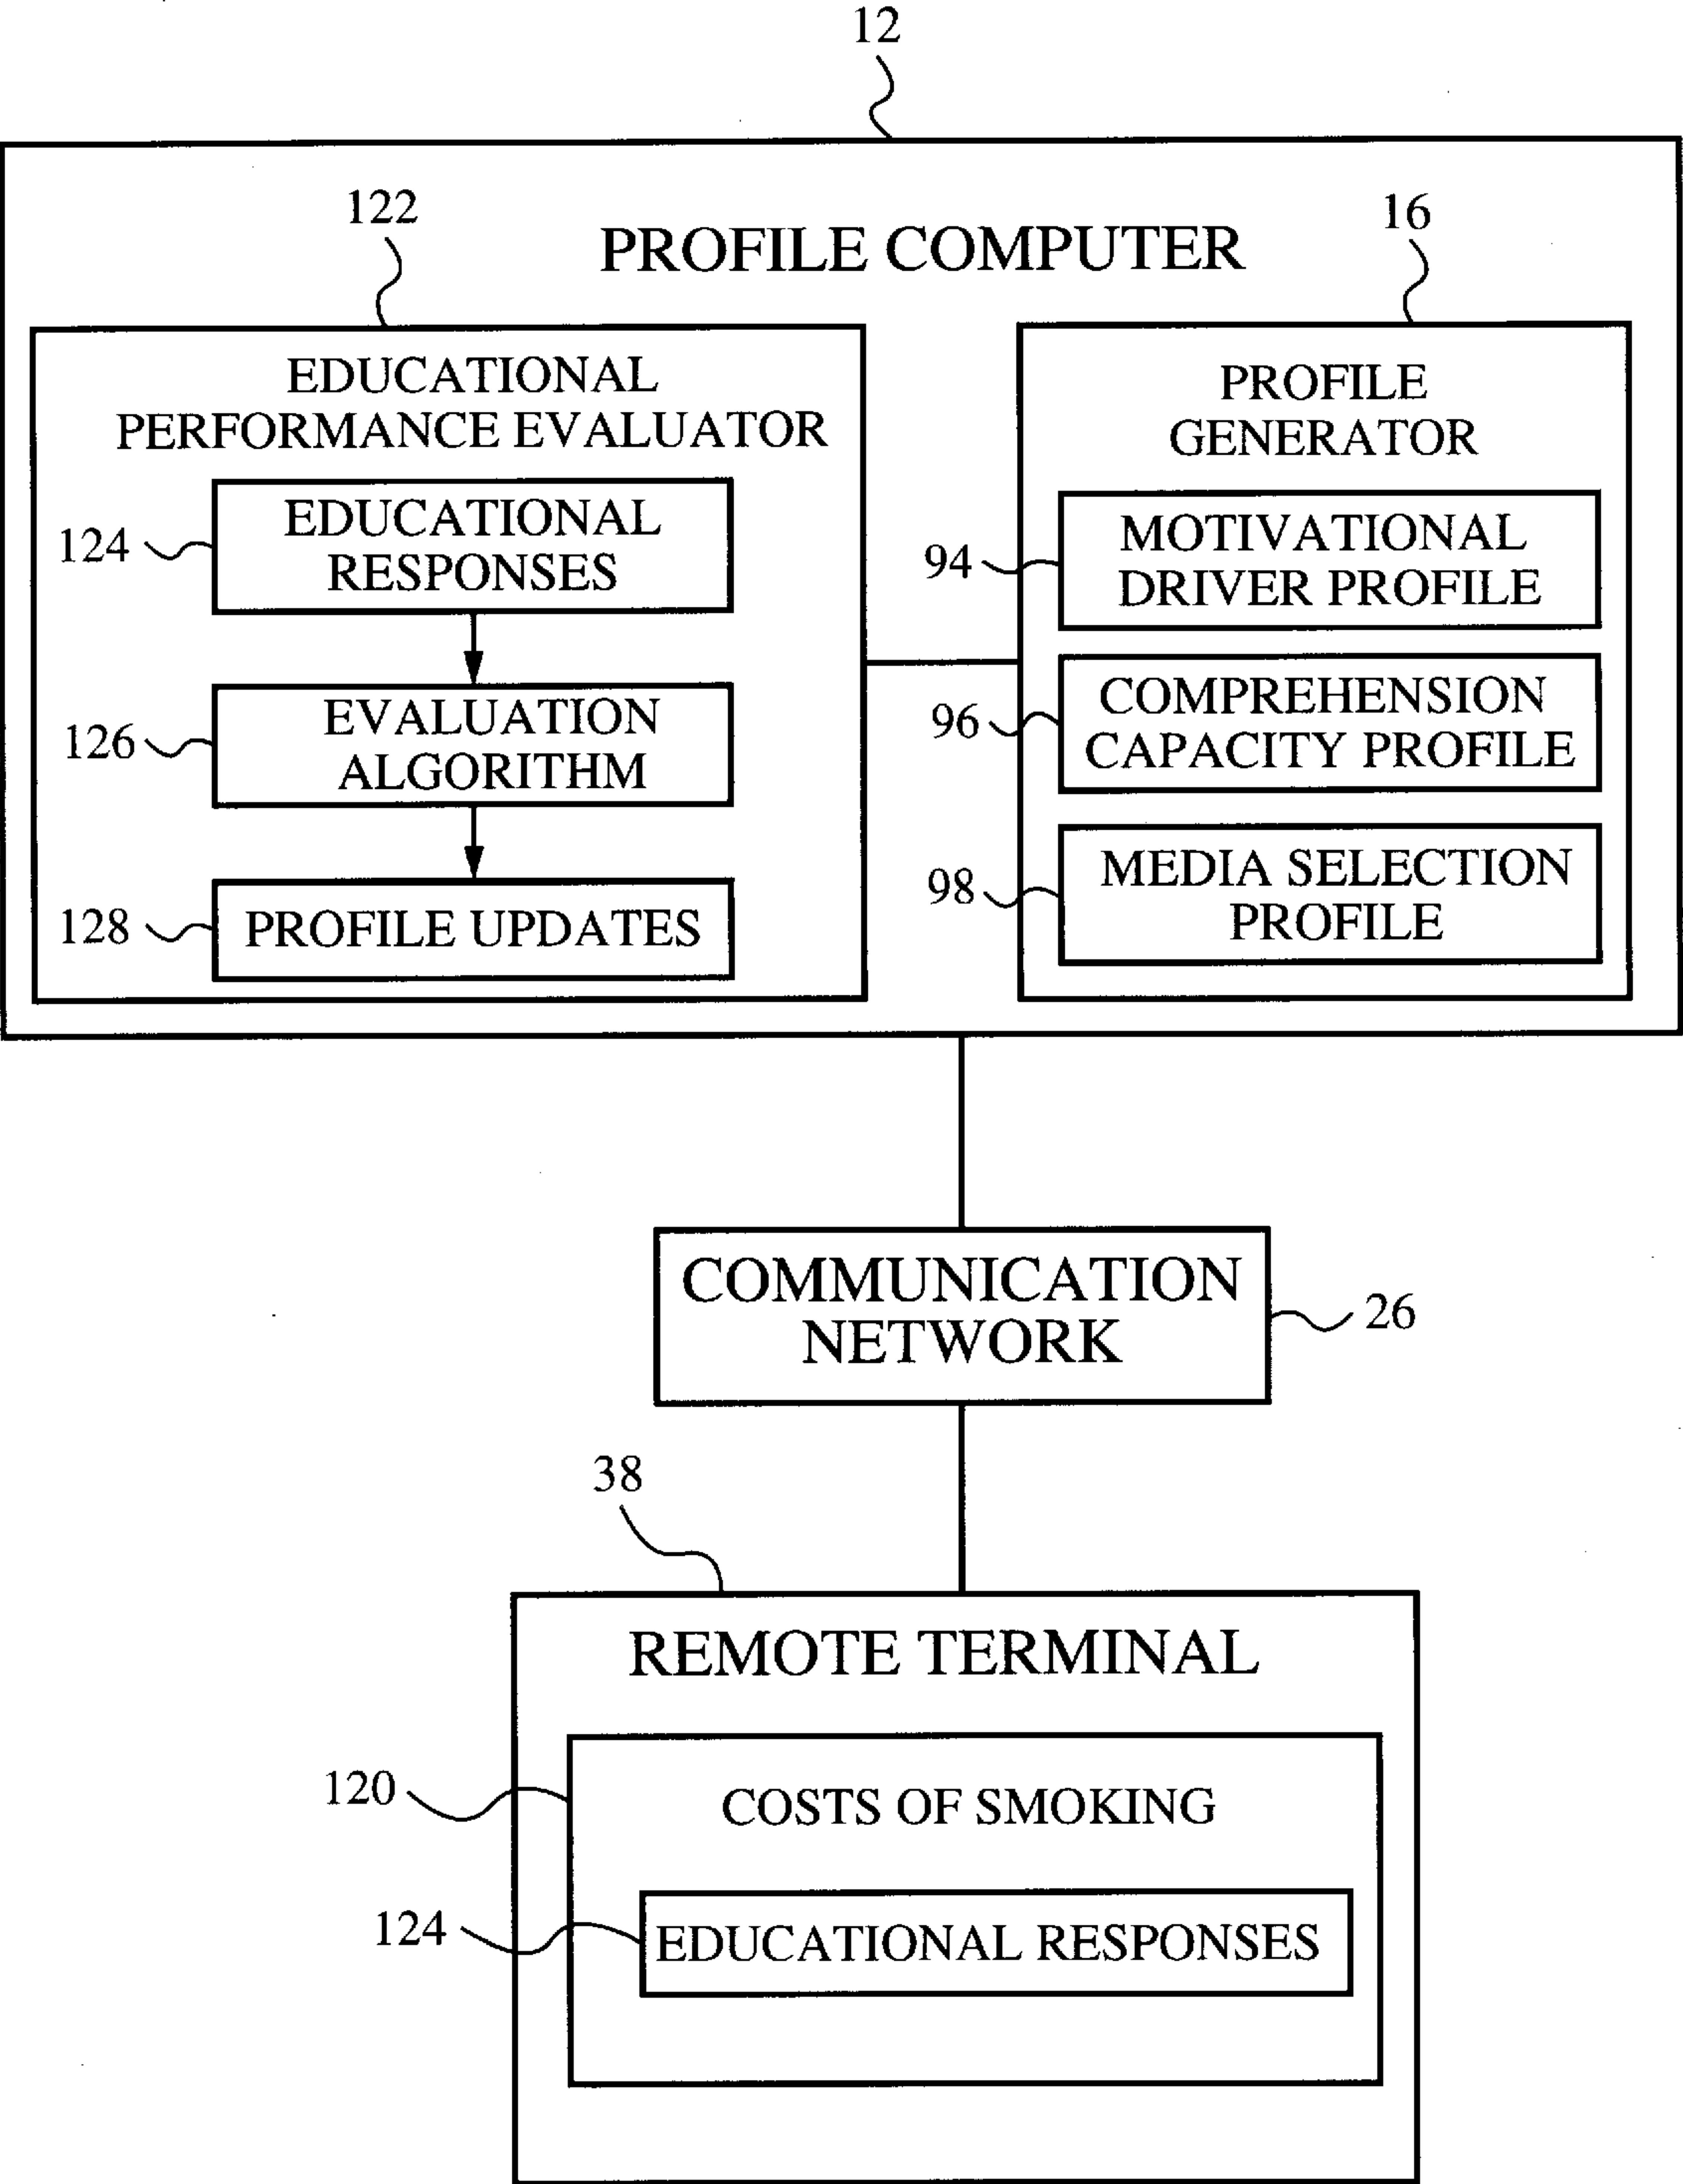 12
PROFILE COMPUTER
122
EDUCATIONAL
PERFORMANCE EVALUATOR
124
EDUCATIONAL
RESPONSES
126
EVALUATION
ALGORITHM
128
PROFILE UPDATES
16
PROFILE
GENERATOR
94
MOTIVATIONAL
DRIVER PROFILE
96
COMPREHENSION
CAPACITY PROFILE
98
MEDIA SELECTION
PROFILE
COMMUNICATION
NETWORK
26
38
REMOTE TERMINAL
120
COSTS OF SMOKING
124
EDUCATIONAL RESPONSES